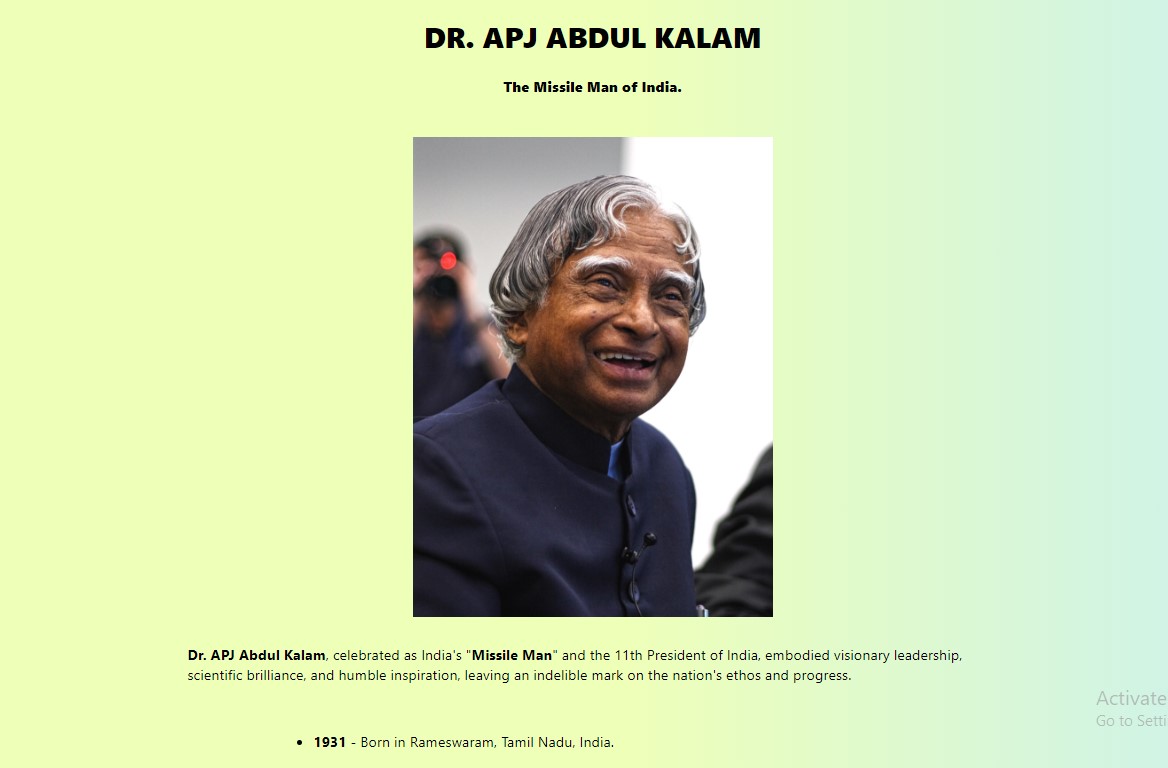 DR. APJ ABDUL KALAM
The Missile Man of India.
Dr. APJ Abdul Kalam, celebrated as India's "Missile Man" and the 11th President of India, embodied visionary leadership,
scientific brilliance, and humble inspiration, leaving an indelible mark on the nation's ethos and progress.
Activate
Go to Setti
• 1931 - Born in Rameswaram, Tamil Nadu, India.